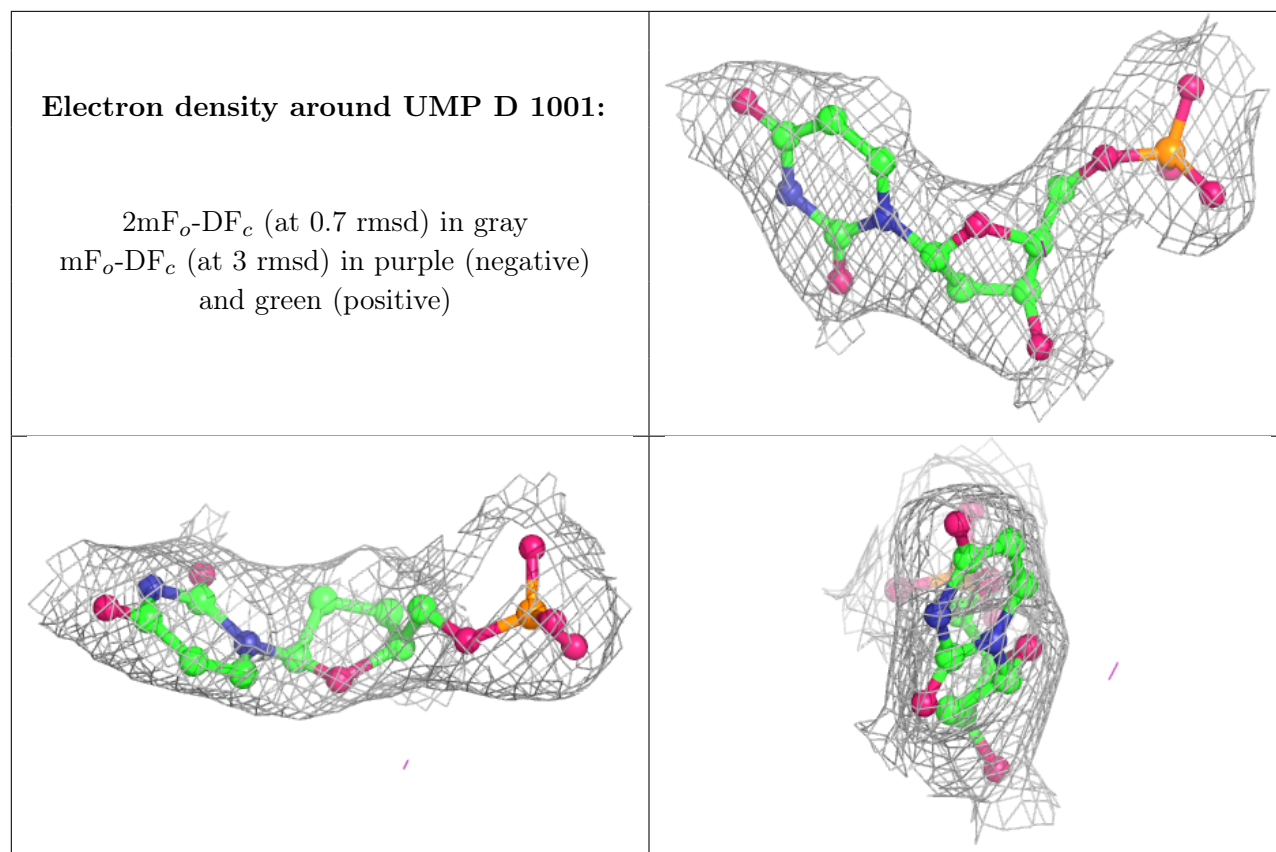 Electron density around UMP D 1001:
2mFₒ-DF𝒸 (at 0.7 rmsd) in gray
mFₒ-DF𝒸 (at 3 rmsd) in purple (negative)
and green (positive)